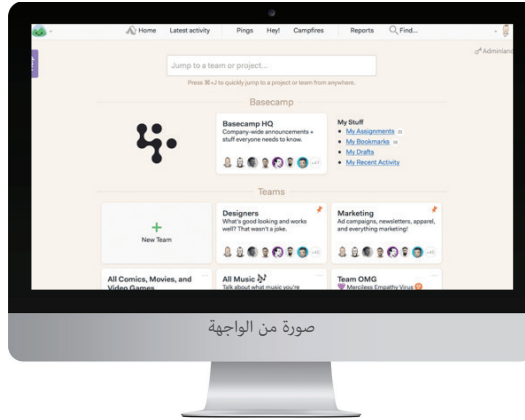 Home Latest activity Pings Hey! Campfires Reports Find...
Adminland
Jump to a team or project...
Press ⌘+J to quickly jump to a project or team from anywhere.
Basecamp
Basecamp HQ
Company-wide announcements +
stuff everyone needs to know.
My Stuff
My Assignments
My Bookmarks
My Drafts
My Recent Activity
Teams
New Team
Designers
What's good looking and works
well? That wasn't a joke.
Marketing
Ad campaigns, newsletters, apparel,
and everything marketing!
All Comics, Movies, and
Video Games
All Music
Talk about what music you're
Team OMG
Merciless Empathy Virus
صورة من الواجهة